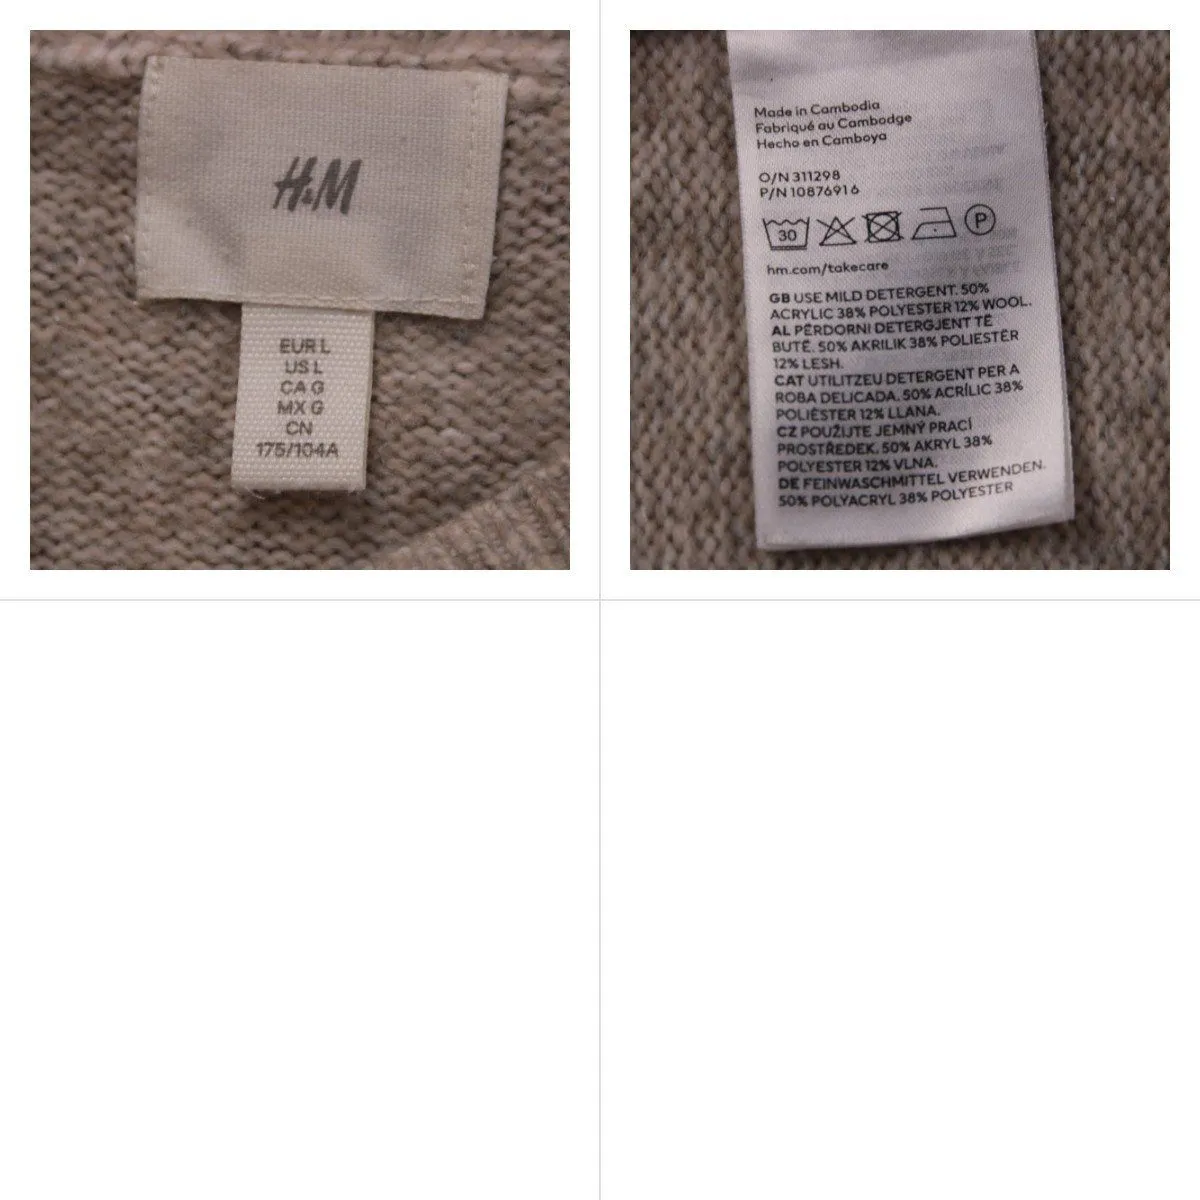 H&M
EUR L
US L
CA G
MX G
CN
175/104A
Made in Cambodia
Fabriqué au Cambodge
Hecho en Camboya
O/N 311298
P/N 10876916
30
P
hm.com/takecare
GB USE MILD DETERGENT. 50%
ACRYLIC 38% POLYESTER 12% WOOL.
AL PËRDORNI DETERGJENT TË
BUTË. 50% AKRILIK 38% POLIESTËR
12% LESH.
CAT UTILITZEU DETERGENT PER A
ROBA DELICADA. 50% ACRÍLIC 38%
POLIÈSTER 12% LLANA.
CZ POUŽIJTE JEMNÝ PRACÍ
PROSTŘEDEK. 50% AKRYL 38%
POLYESTER 12% VLNA.
DE FEINWASCHMITTEL VERWENDEN.
50% POLYACRYL 38% POLYESTER